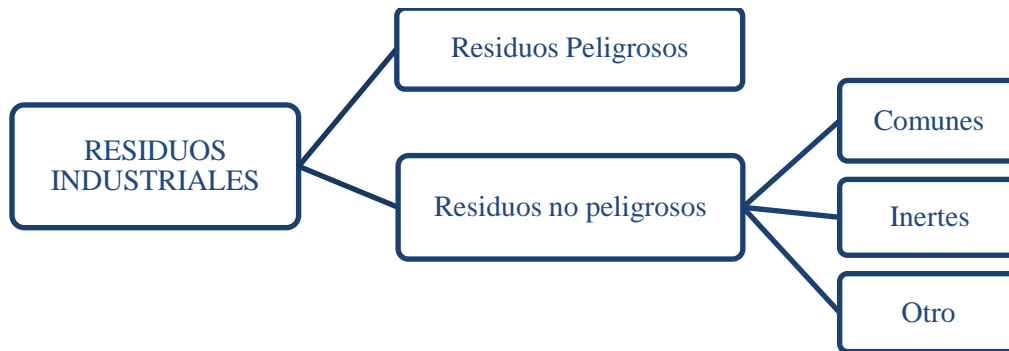 Residuos Peligrosos
RESIDUOS
INDUSTRIALES
Residuos no peligrosos
Comunes
Inertes
Otro